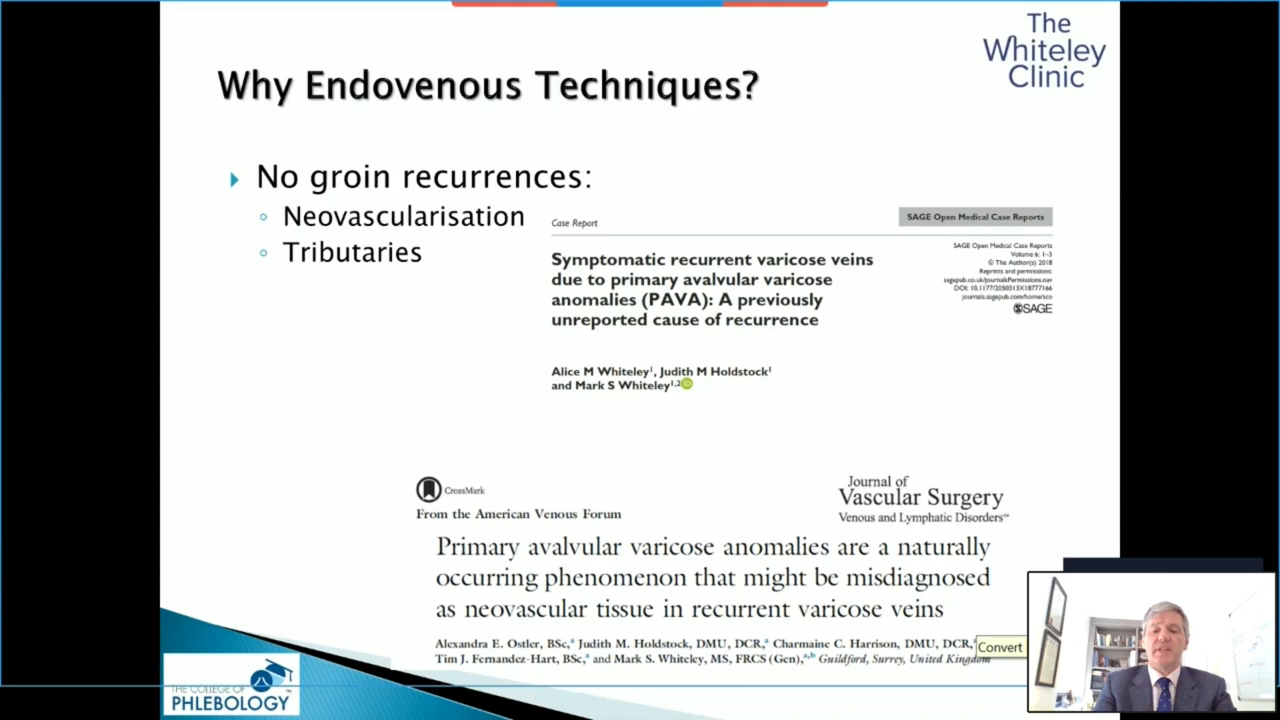 The
Whiteley
Clinic
Why Endovenous Techniques?
No groin recurrences:
Neovascularisation
Tributaries
Case Report
SAGE Open Medical Case Reports
SAGE Open Medical Case Reports
Volume 6: 1–3
© The Author(s) 2018
Reprints and permissions:
sagepub.co.uk/journalsPermissions.nav
DOI: 10.1177/2050313X18777166
journals.sagepub.com/home/sco
SAGE
Symptomatic recurrent varicose veins
due to primary avalvular varicose
anomalies (PAVA): A previously
unreported cause of recurrence
Alice M Whiteley1, Judith M Holdstock1
and Mark S Whiteley1,2 iD
CrossMark
From the American Venous Forum
Journal of
Vascular Surgery
Venous and Lymphatic Disorders™
Primary avalvular varicose anomalies are a naturally
occurring phenomenon that might be misdiagnosed
as neovascular tissue in recurrent varicose veins
Alexandra E. Ostler, BSc,a Judith M. Holdstock, DMU, DCR,a Charmaine C. Harrison, DMU, DCR,a
Tim J. Fernandez-Hart, BSc,a and Mark S. Whiteley, MS, FRCS (Gen),a,b Guildford, Surrey, United Kingdom
Convert
THE COLLEGE OF
PHLEBOLOGY™